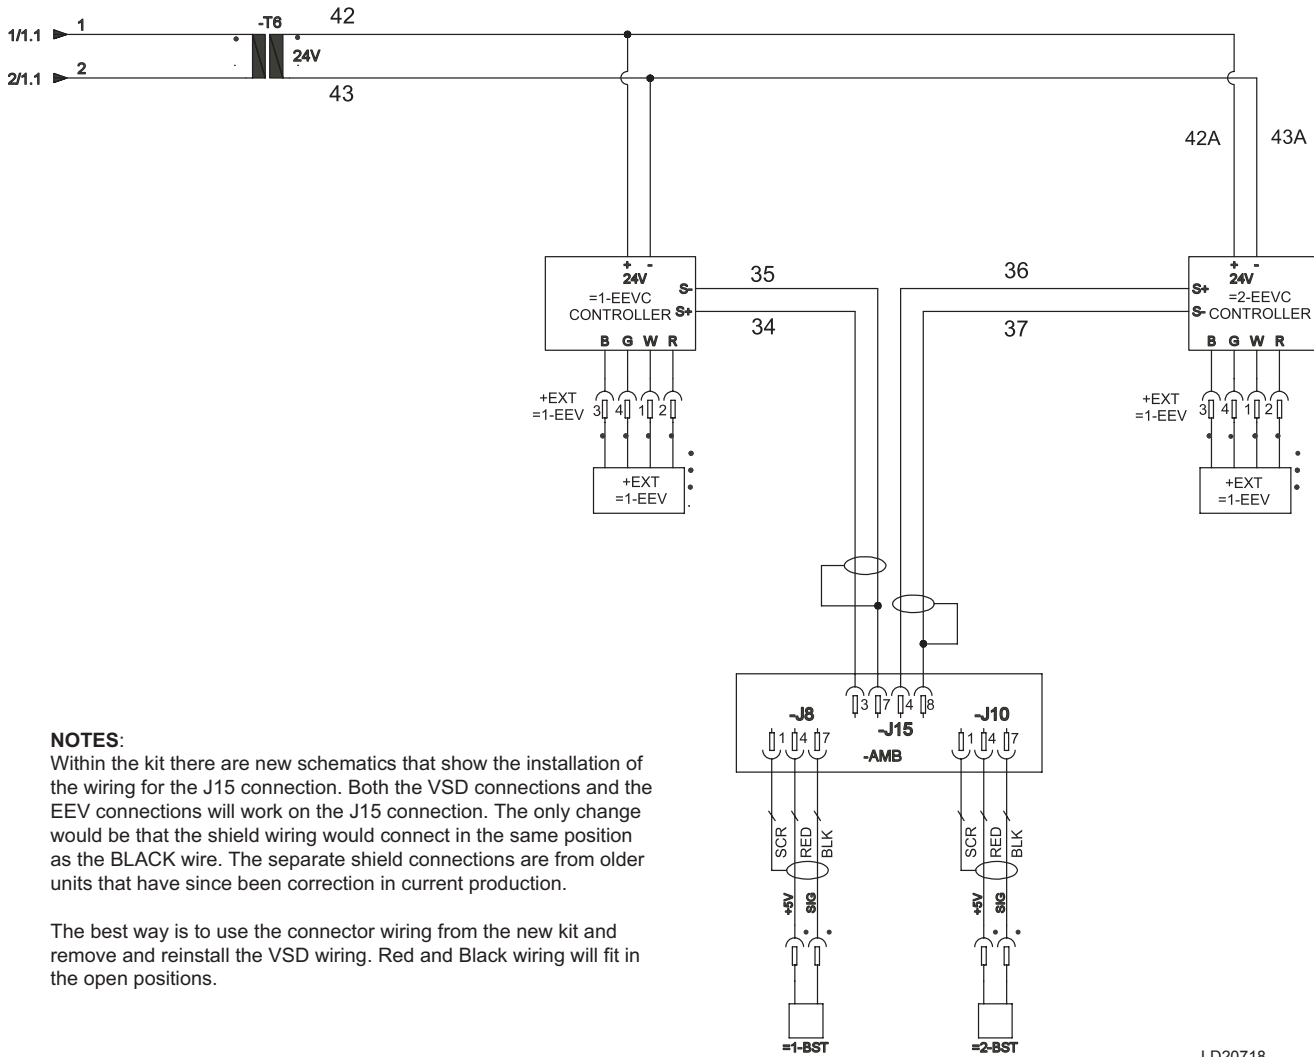 1/1.1 1 -T6 42
24V
2/1.1 2 43
42A 43A
+ - 24V
=1-EEVC
CONTROLLER
S-
S+
B G W R
35
34
36
37
+ - 24V
S+
S-
=2-EEVC
CONTROLLER
B G W R
+EXT
=1-EEV
3 4 1 2
+EXT
=1-EEV
+EXT
=1-EEV
3 4 1 2
+EXT
=1-EEV
3 7 4 8
-J8 -J15 -J10
1 4 7
-AMB
1 4 7
SCR RED BLK
SCR RED BLK
+5V SIG
+5V SIG
=1-BST =2-BST
NOTES:
Within the kit there are new schematics that show the installation of
the wiring for the J15 connection. Both the VSD connections and the
EEV connections will work on the J15 connection. The only change
would be that the shield wiring would connect in the same position
as the BLACK wire. The separate shield connections are from older
units that have since been correction in current production.
The best way is to use the connector wiring from the new kit and
remove and reinstall the VSD wiring. Red and Black wiring will fit in
the open positions.
LD20718